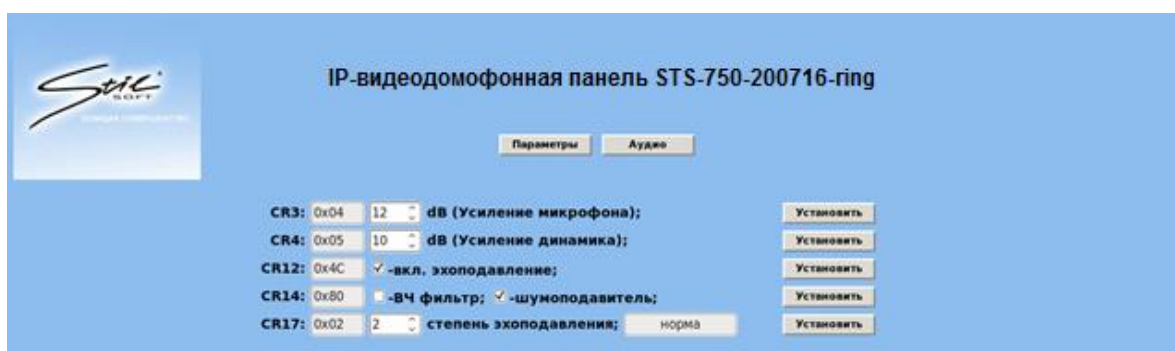 Stilc
SOFT
IP-видеодомофонная панель STS-750-200716-ring
Параметры Аудио
CR3: 0x04 12 dB (Усиление микрофона); Установить
CR4: 0x05 10 dB (Усиление динамика); Установить
CR12: 0x4C -вкл. эхоподавление; Установить
CR14: 0x80 -ВЧ фильтр; -шумоподавитель; Установить
CR17: 0x02 2 степень эхоподавления; норма Установить